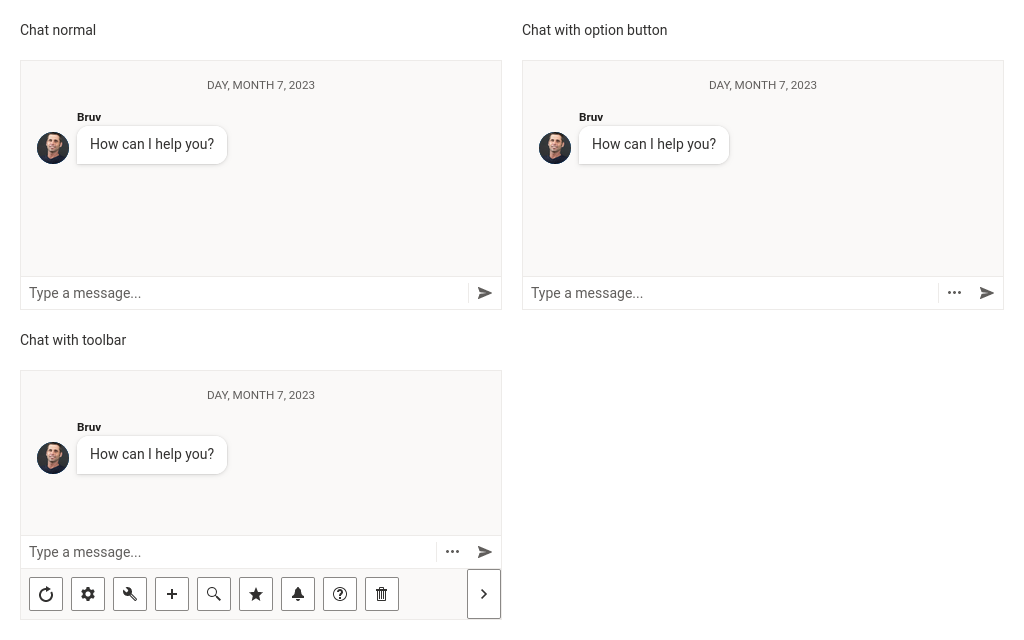 Chat normal
DAY, MONTH 7, 2023
Bruv
How can I help you?
Type a message...
Chat with option button
DAY, MONTH 7, 2023
Bruv
How can I help you?
Type a message...
Chat with toolbar
DAY, MONTH 7, 2023
Bruv
How can I help you?
Type a message...